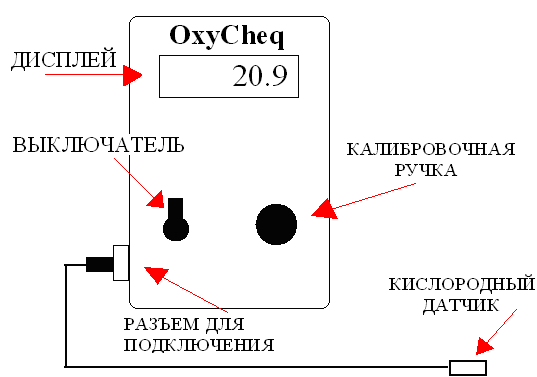 OxyCheq
ДИСПЛЕЙ
20.9
ВЫКЛЮЧАТЕЛЬ
КАЛИБРОВОЧНАЯ
РУЧКА
КИСЛОРОДНЫЙ
ДАТЧИК
РАЗЪЕМ ДЛЯ
ПОДКЛЮЧЕНИЯ